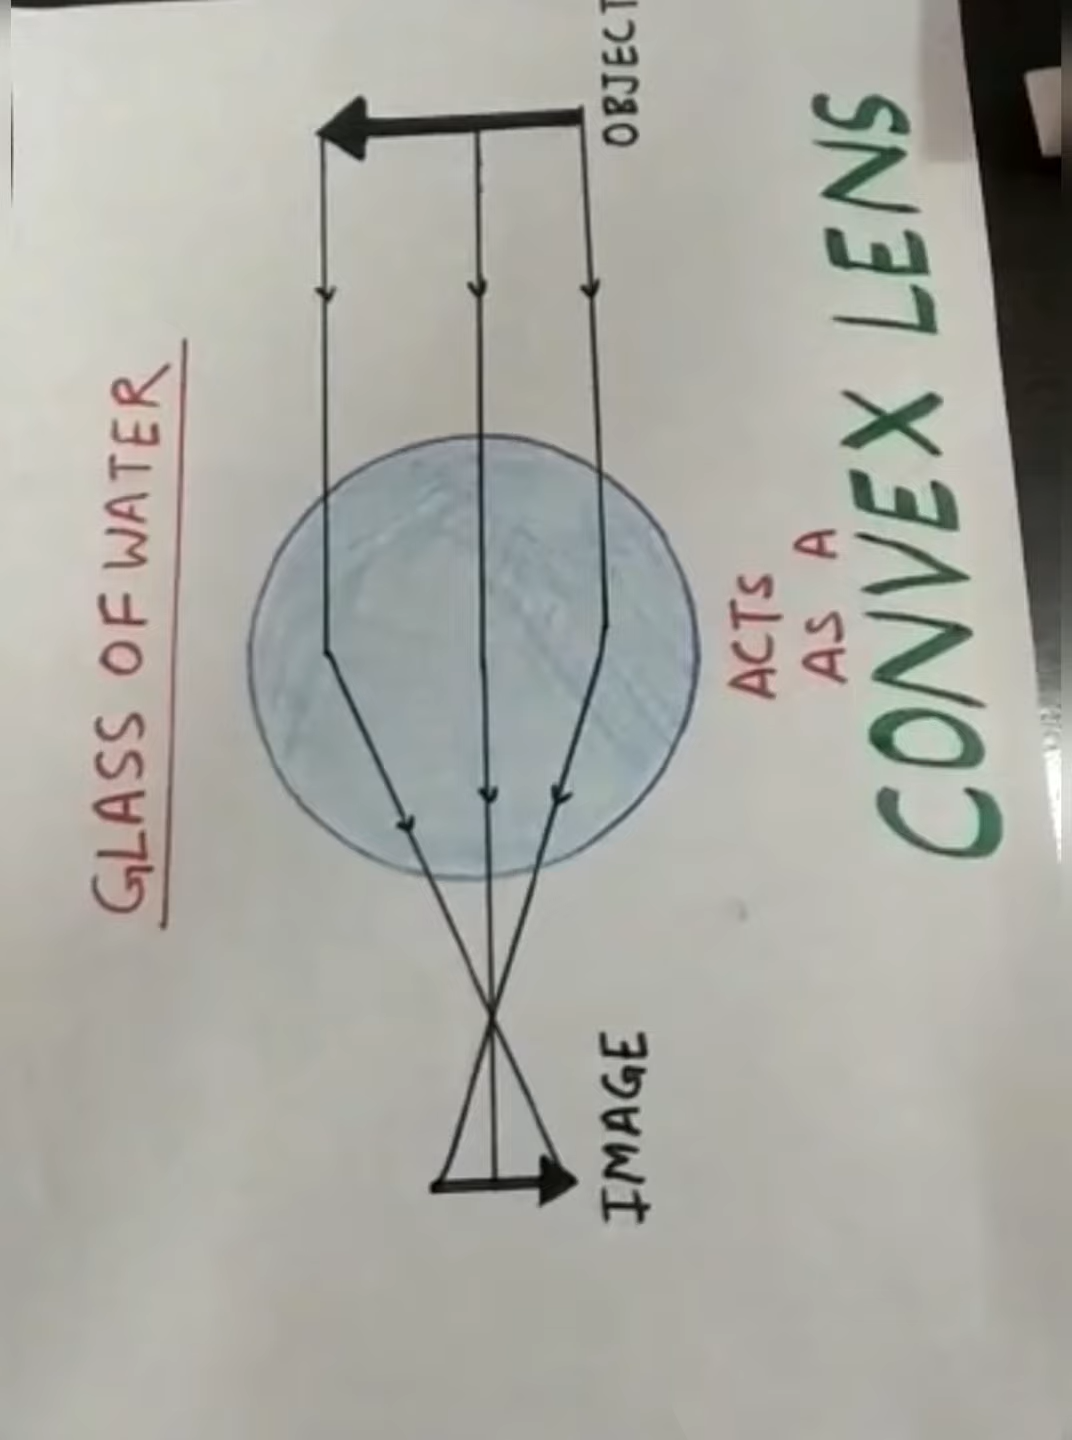 GLASS OF WATER
OBJECT
IMAGE
ACTS
AS A
CONVEX LENS